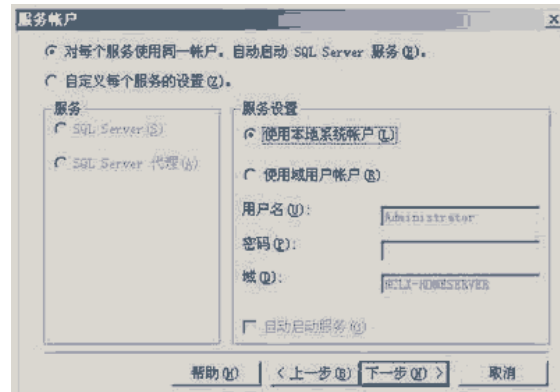 服务帐户
对每个服务使用同一帐户。自动启动 SQL Server 服务(E)。
自定义每个服务的设置(Z)。
服务
SQL Server(S)
SQL Server 代理(A)
服务设置
使用本地系统帐户(L)
使用域用户帐户(R)
用户名(U):
Administrator
密码(P):
域(D):
HOMESERVER
自动启动服务(O)
帮助(H)
< 上一步(B)
下一步(N) >
取消